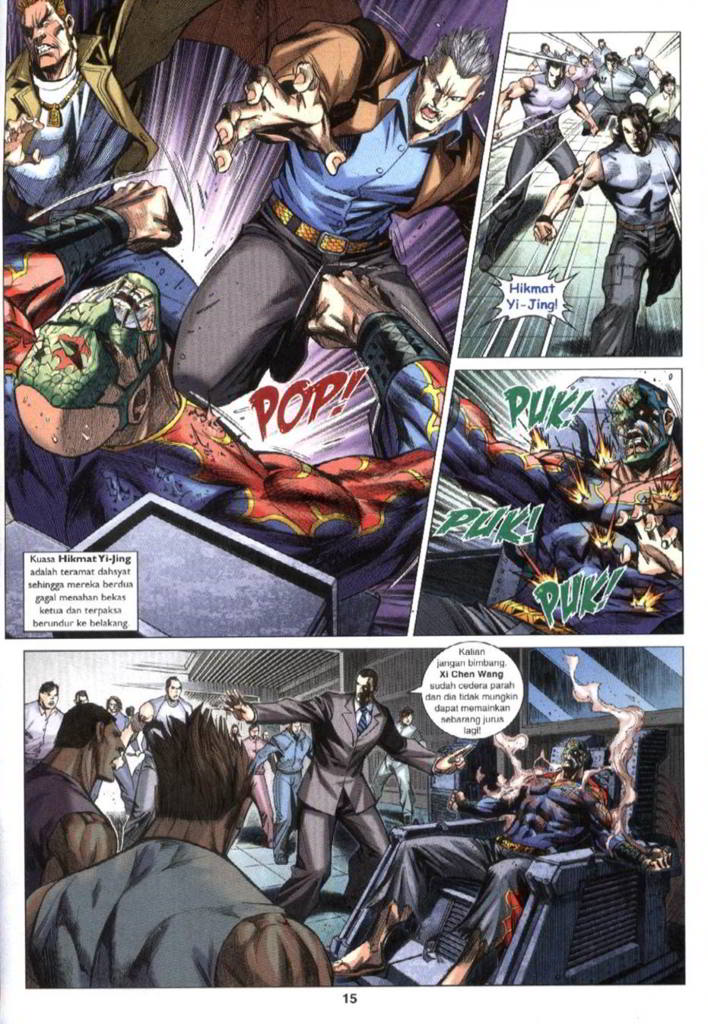 POP!
Kuasa Hikmat Yi-Jing
adalah teramat dahsyat
sehingga mereka berdua
gagal menahan bekas
ketua dan terpaksa
berundur ke belakang.
Hikmat
Yi-Jing!
PUK!
PUK!
PUK!
Kalian
jangan bimbang.
Xi Chen Wang
sudah cedera parah
dan dia tidak mungkin
dapat memainkan
sebarang jurus
lagi!
15